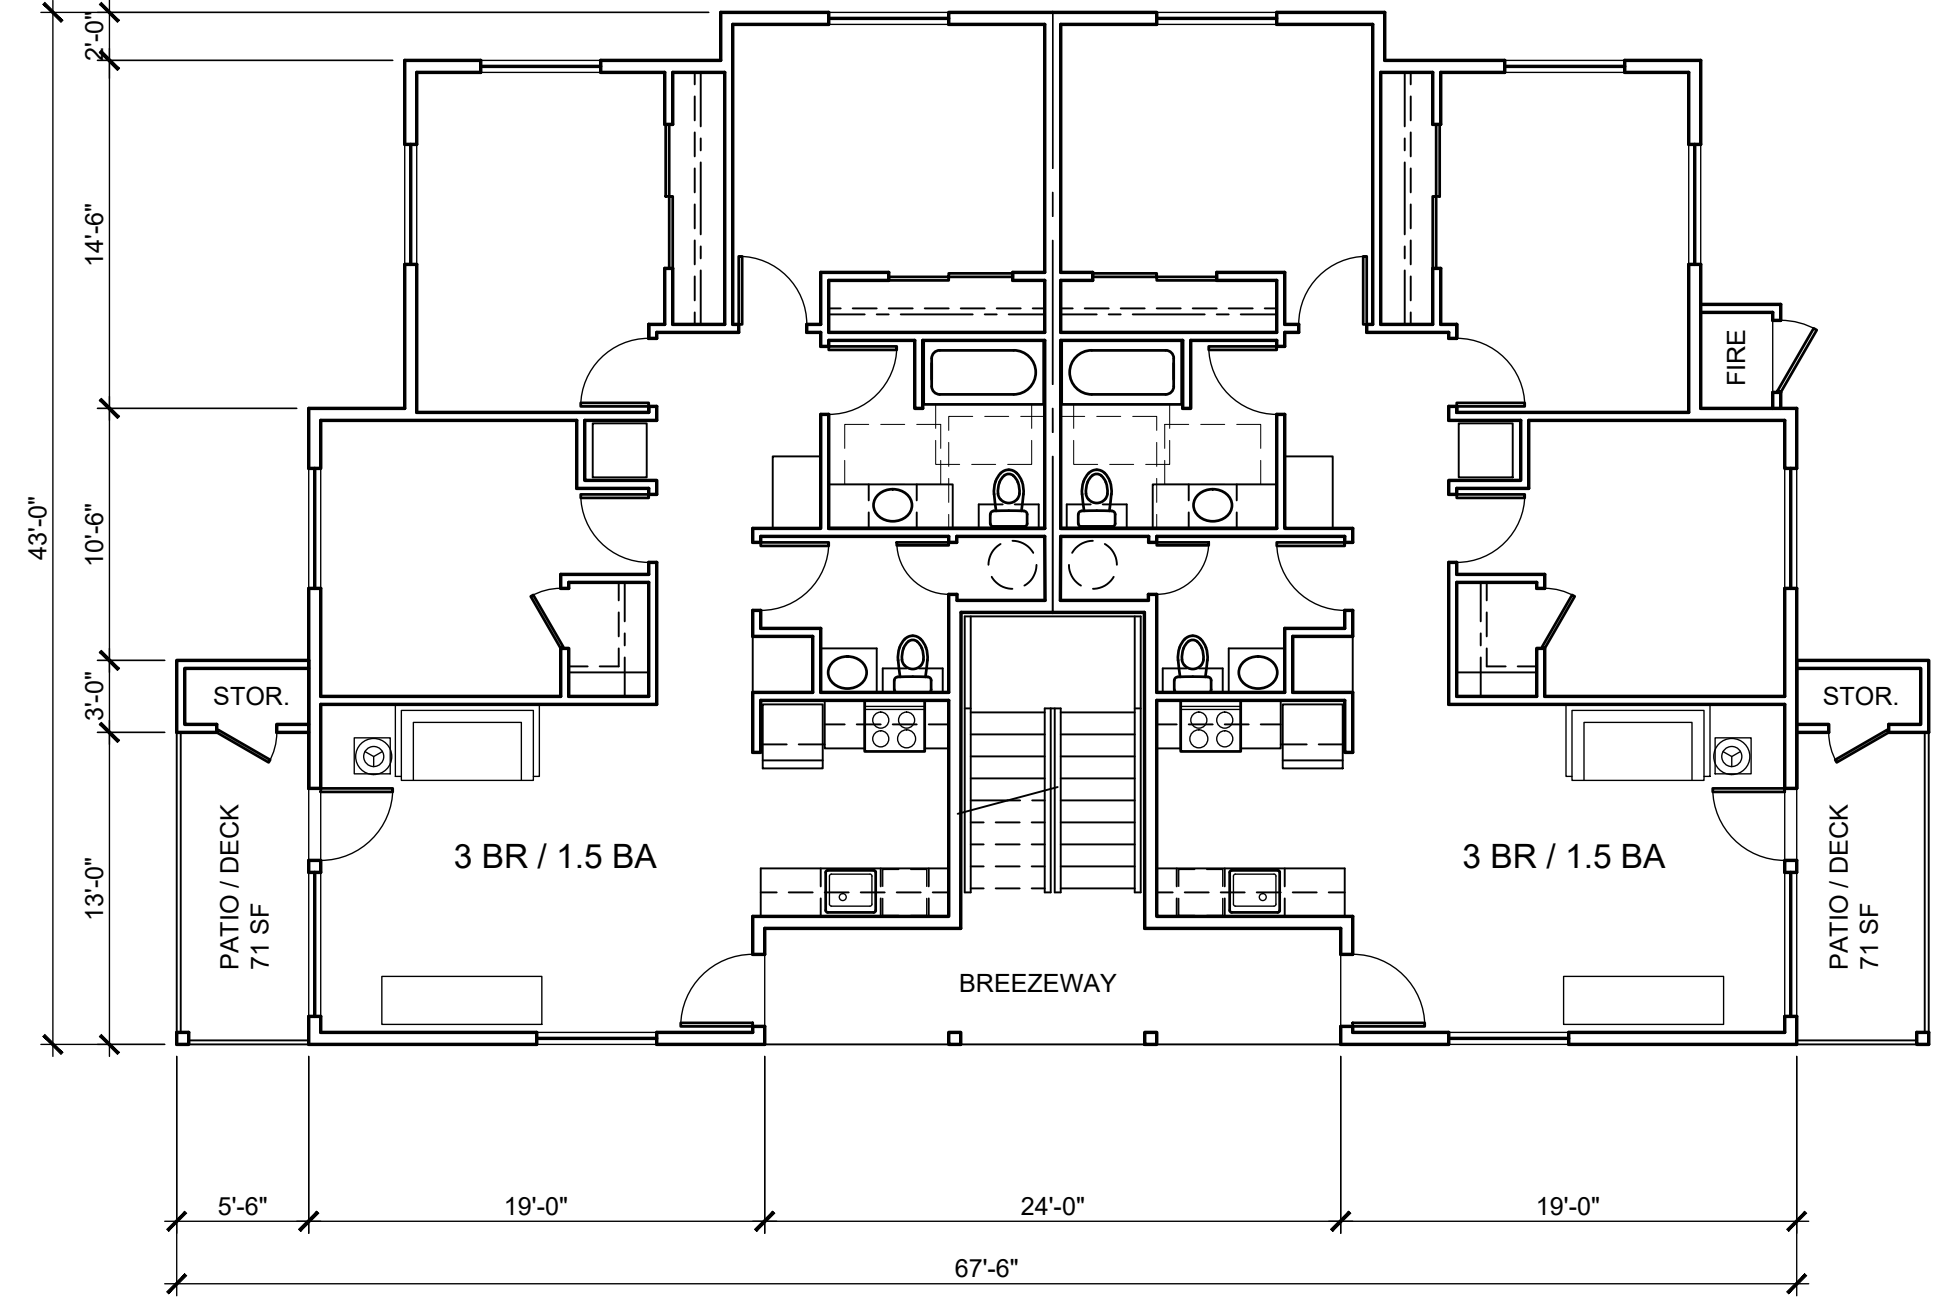 2'-0"
14'-6"
FIRE
43'-0"
10'-6"
3'-0"
STOR.
STOR.
13'-0"
PATIO / DECK
71 SF
3 BR / 1.5 BA
3 BR / 1.5 BA
PATIO / DECK
71 SF
BREEZEWAY
5'-6"
19'-0"
24'-0"
19'-0"
67'-6"